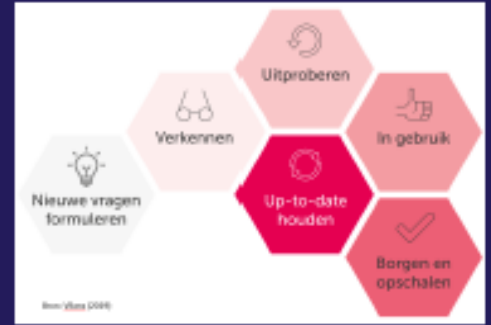 Uitproberen
Verkennen
In gebruik
Nieuwe vragen
formuleren
Up-to-date
houden
Borgen en
opschalen